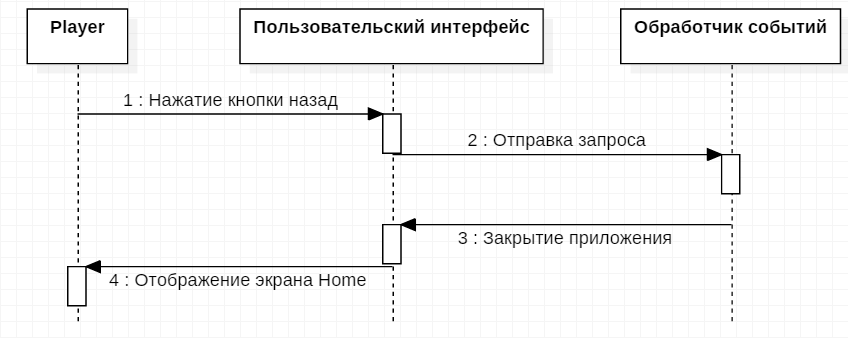 Player
Пользовательский интерфейс
Обработчик событий
1 : Нажатие кнопки назад
2 : Отправка запроса
3 : Закрытие приложения
4 : Отображение экрана Home